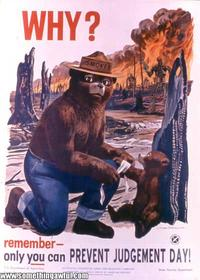 WHY?
SMOKEY
remember—
only you can PREVENT JUDGEMENT DAY!
www.somethingawful.com